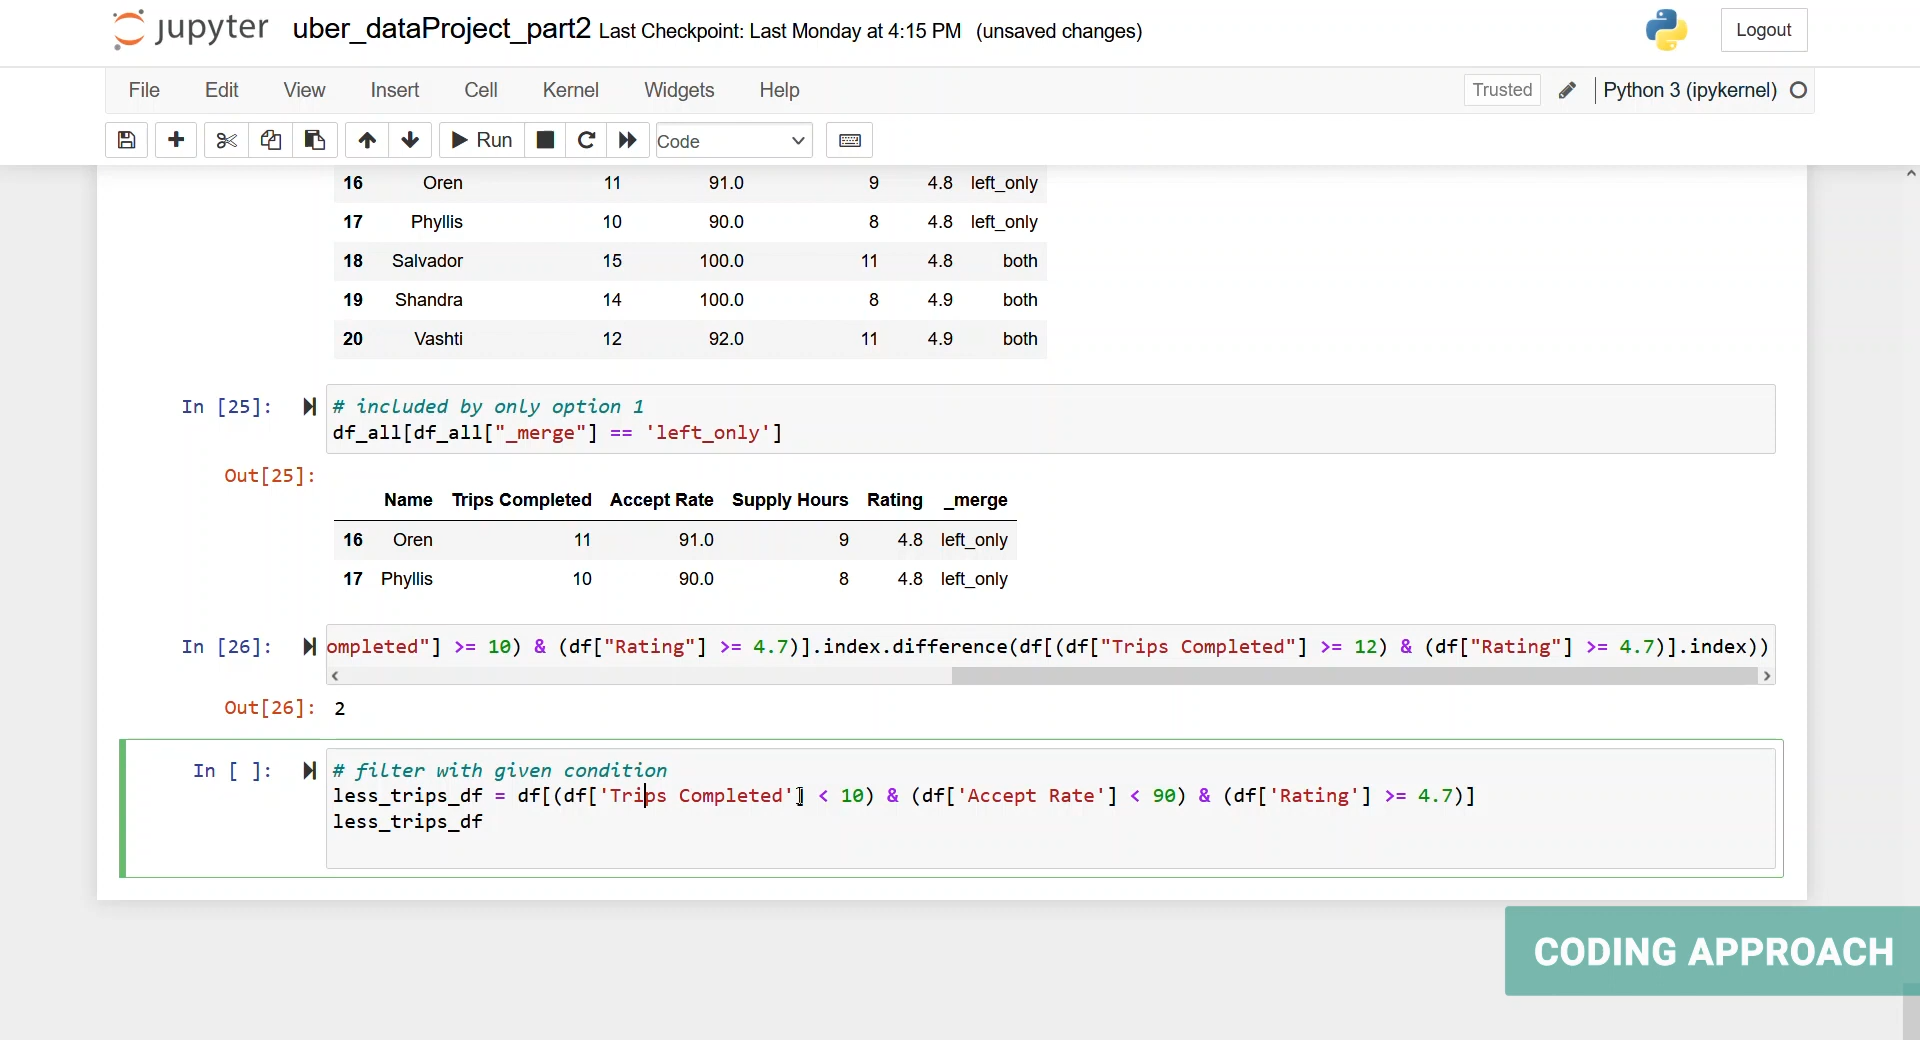 jupyter uber_dataProject_part2 Last Checkpoint: Last Monday at 4:15 PM (unsaved changes) Logout
File Edit View Insert Cell Kernel Widgets Help Trusted Python 3 (ipykernel)
Run Code
16 Oren 11 91.0 9 4.8 left_only
17 Phyllis 10 90.0 8 4.8 left_only
18 Salvador 15 100.0 11 4.8 both
19 Shandra 14 100.0 8 4.9 both
20 Vashti 12 92.0 11 4.9 both
In [25]: # included by only option 1
df_all[df_all["_merge"] == 'left_only']
Out[25]:
Name Trips Completed Accept Rate Supply Hours Rating _merge
16 Oren 11 91.0 9 4.8 left_only
17 Phyllis 10 90.0 8 4.8 left_only
In [26]: ompleted"] >= 10) & (df["Rating"] >= 4.7)].index.difference(df[(df["Trips Completed"] >= 12) & (df["Rating"] >= 4.7)].index))
Out[26]: 2
In [ ]: # filter with given condition
less_trips_df = df[(df['Trips Completed'] < 10) & (df['Accept Rate'] < 90) & (df['Rating'] >= 4.7)]
less_trips_df
CODING APPROACH